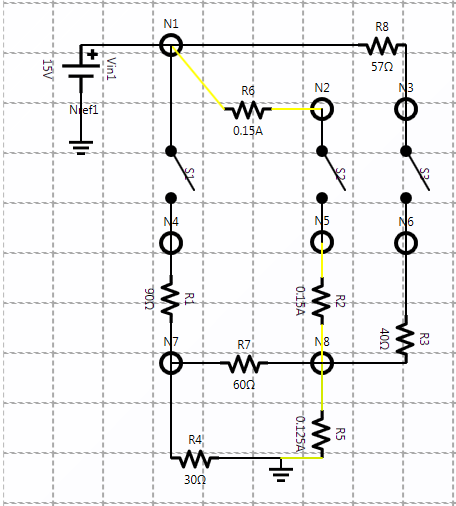 N1
R8
57Ω
15V
Vin1
Nref1
R6
0.15A
N2
N3
S1
S2
S3
N4
N5
N6
90Ω
R1
0.15A
R2
40Ω
R3
N7
R7
60Ω
N8
R4
30Ω
0.125A
R5